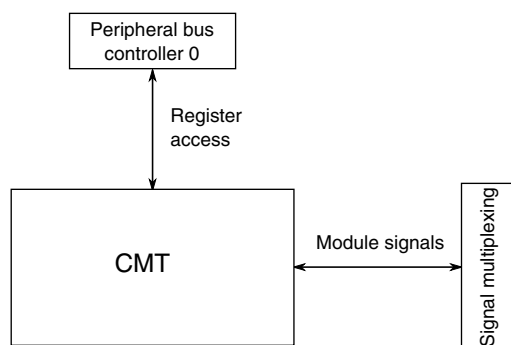 Peripheral bus
controller 0
Register
access
CMT
Module signals
Signal multiplexing